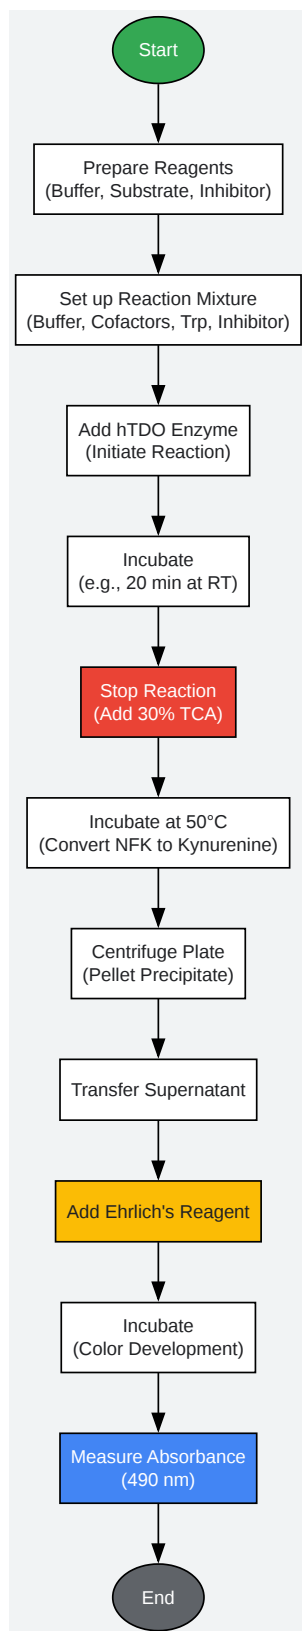 Start
Prepare Reagents
(Buffer, Substrate, Inhibitor)
Set up Reaction Mixture
(Buffer, Cofactors, Trp, Inhibitor)
Add hTDO Enzyme
(Initiate Reaction)
Incubate
(e.g., 20 min at RT)
Stop Reaction
(Add 30% TCA)
Incubate at 50°C
(Convert NFK to Kynurenine)
Centrifuge Plate
(Pellet Precipitate)
Transfer Supernatant
Add Ehrlich's Reagent
Incubate
(Color Development)
Measure Absorbance
(490 nm)
End